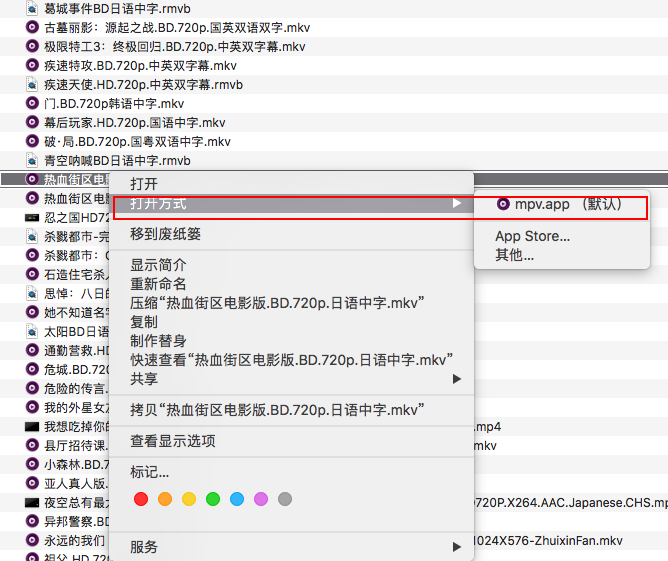 葛城事件BD日语中字.rmvb
古墓丽影：源起之战.BD.720p.国英双语双字.mkv
极限特工3：终极回归.BD.720p.中英双字幕.mkv
疾速特攻.BD.720p.中英双字幕.mkv
疾速天使.HD.720p.中英双字幕.rmvb
门.BD.720p韩语中字.mkv
幕后玩家.HD.720p.国语中字.mkv
破·局.BD.720p.国粤双语中字.mkv
青空呐喊BD日语中字.rmvb
热血街区电影
热血街区电影
忍之国HD72
杀戮都市-完
杀戮都市：
石造住宅杀
思悼：八日的
她不知道名字
太阳BD日语
通勤营救.HD
危城.BD.720
危险的传言.
我的外星女友
我想吃掉你的
县厅招待课.
小森林.BD.7
亚人真人版.
夜空总有最大
异邦警察.BD
永远的我们
祖父.HD.720p
打开
打开方式
移到废纸篓
显示简介
重新命名
压缩“热血街区电影版.BD.720p.日语中字.mkv”
复制
制作替身
快速查看“热血街区电影版.BD.720p.日语中字.mkv”
共享
拷贝“热血街区电影版.BD.720p.日语中字.mkv”
查看显示选项
标记...
服务
mpv.app （默认）
App Store...
其他...
.mp4
mkv
720P.X264.AAC.Japanese.CHS.mp
1024X576-ZhuixinFan.mkv